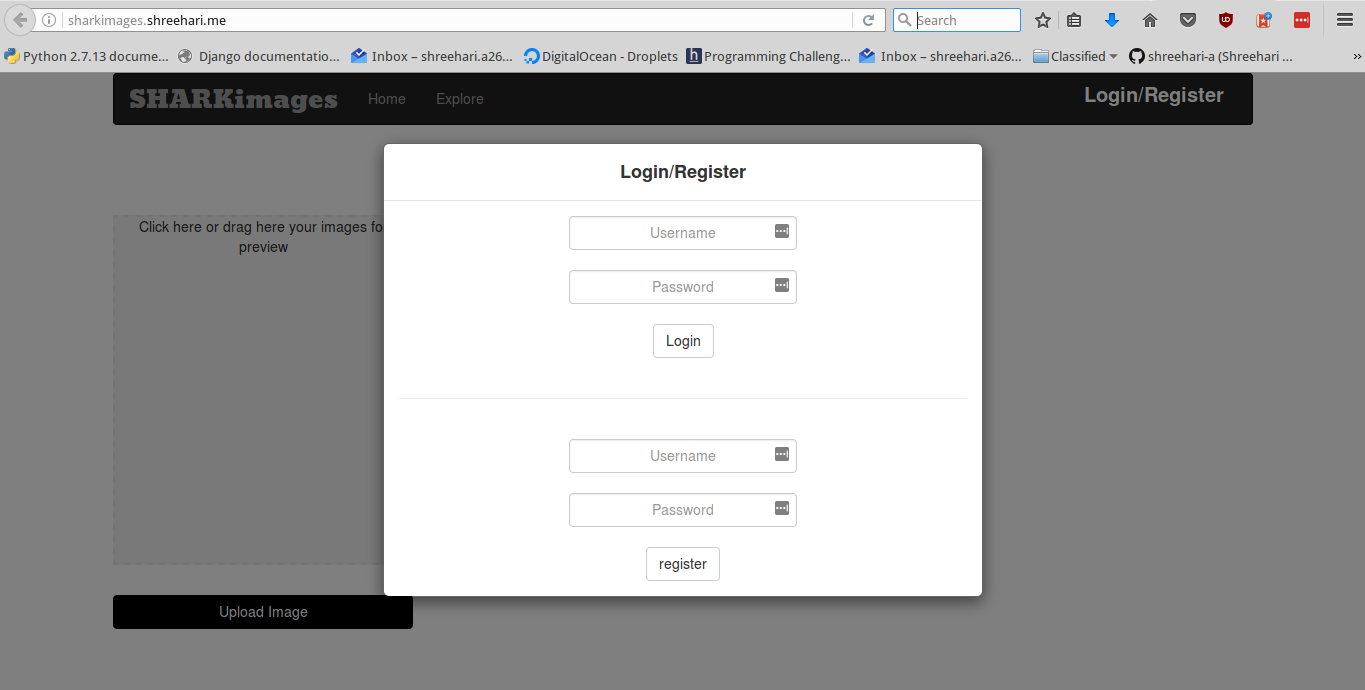 sharkimages.shreehari.me
Search
Python 2.7.13 docume... Django documentatio... Inbox – shreehari.a26... DigitalOcean - Droplets Programming Challeng... Inbox – shreehari.a26... Classified shreehari-a (Shreehari ... »
SHARKimages Home Explore Login/Register
Login/Register
Username
Password
Login
Username
Password
register
Click here or drag here your images fo
preview
Upload Image